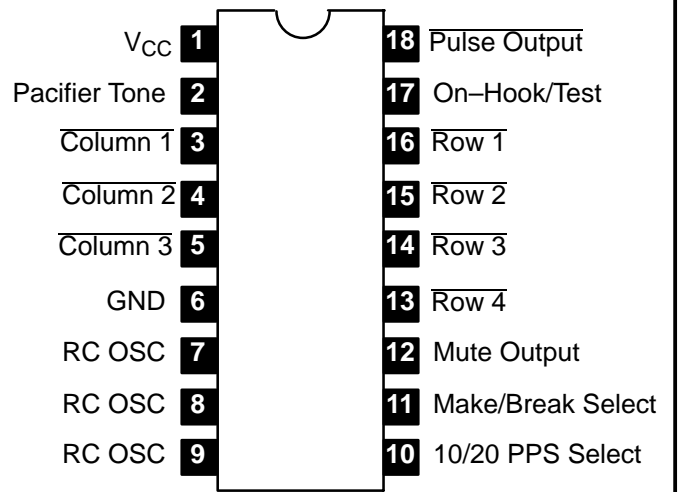 VCC 1 18 Pulse Output
Pacifier Tone 2 17 On–Hook/Test
Column 1 3 16 Row 1
Column 2 4 15 Row 2
Column 3 5 14 Row 3
GND 6 13 Row 4
RC OSC 7 12 Mute Output
RC OSC 8 11 Make/Break Select
RC OSC 9 10 10/20 PPS Select